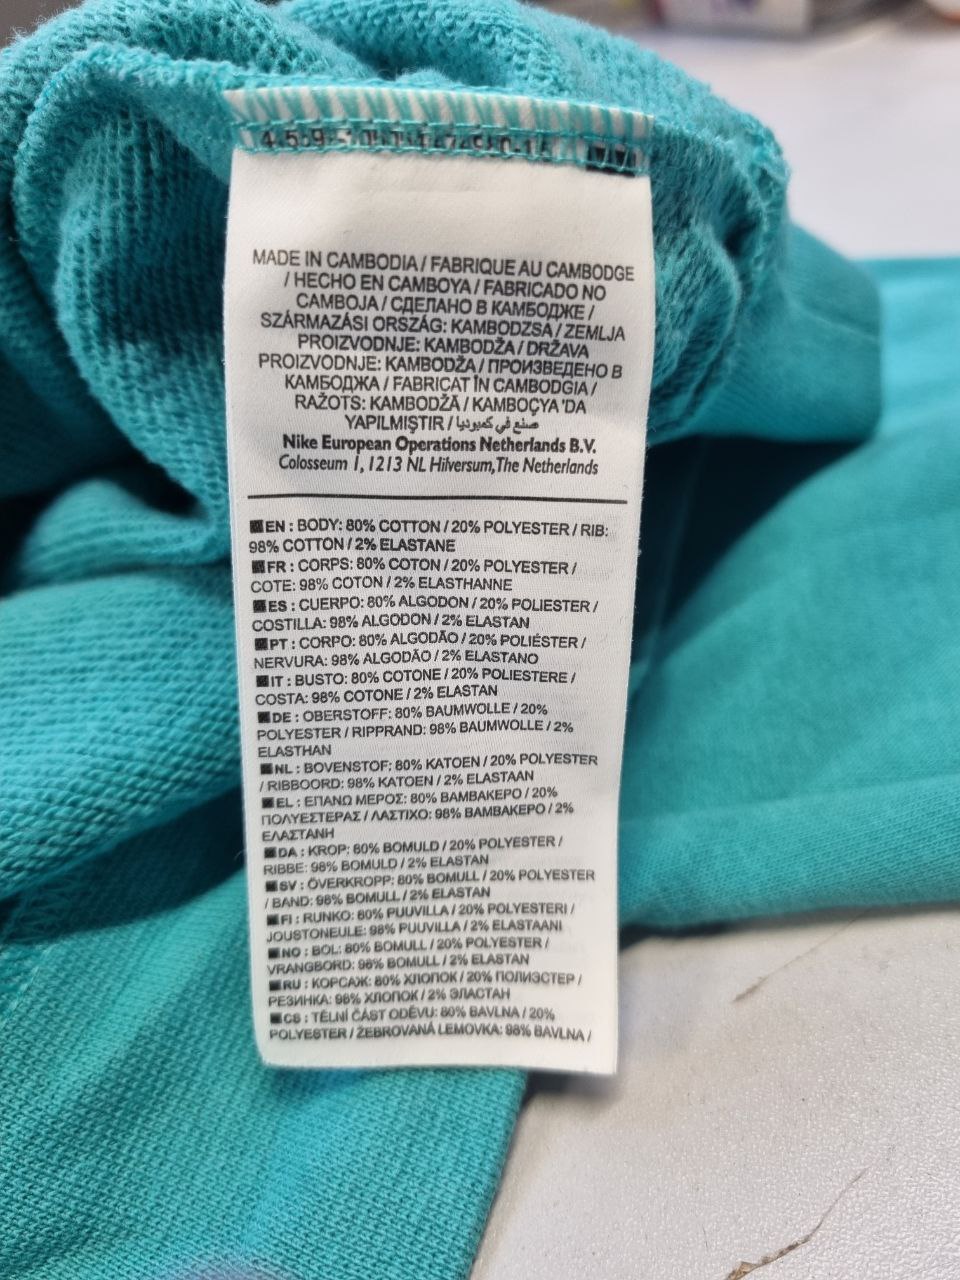 MADE IN CAMBODIA / FABRIQUE AU CAMBODGE
/ HECHO EN CAMBOYA / FABRICADO NO
CAMBOJA / СДЕЛАНО В КАМБОДЖЕ /
SZÁRMAZÁSI ORSZÁG: KAMBODZSA / ZEMLJA
PROIZVODNJE: KAMBODŽA / DRŽAVA
PROIZVODNJE: KAMBODŽA / ПРОИЗВЕДЕНО В
КАМБОДЖА / FABRICAT ÎN CAMBODGIA /
RAŽOTS: KAMBODŽĀ / KAMBOÇYA 'DA
YAPILMIŞTIR / صنع في كمبوديا
Nike European Operations Netherlands B.V.
Colosseum 1, 1213 NL Hilversum, The Netherlands
EN : BODY: 80% COTTON / 20% POLYESTER / RIB:
98% COTTON / 2% ELASTANE
FR : CORPS: 80% COTON / 20% POLYESTER /
COTE: 98% COTON / 2% ELASTHANNE
ES : CUERPO: 80% ALGODON / 20% POLIESTER /
COSTILLA: 98% ALGODON / 2% ELASTAN
PT : CORPO: 80% ALGODÃO / 20% POLIÉSTER /
NERVURA: 98% ALGODÃO / 2% ELASTANO
IT : BUSTO: 80% COTONE / 20% POLIESTERE /
COSTA: 98% COTONE / 2% ELASTAN
DE : OBERSTOFF: 80% BAUMWOLLE / 20%
POLYESTER / RIPPRAND: 98% BAUMWOLLE / 2%
ELASTHAN
NL : BOVENSTOF: 80% KATOEN / 20% POLYESTER
/ RIBBOORD: 98% KATOEN / 2% ELASTAAN
EL : ΕΠΑΝΩ ΜΕΡΟΣ: 80% ΒΑΜΒΑΚΕΡΟ / 20%
ΠΟΛΥΕΣΤΕΡΑΣ / ΛΑΣΤΙΧΟ: 98% ΒΑΜΒΑΚΕΡΟ / 2%
ΕΛΑΣΤΑΝΗ
DA : KROP: 80% BOMULD / 20% POLYESTER /
RIBBE: 98% BOMULD / 2% ELASTAN
SV : ÖVERKROPP: 80% BOMULL / 20% POLYESTER
/ BAND: 98% BOMULL / 2% ELASTAN
FI : RUNKO: 80% PUUVILLA / 20% POLYESTERI /
JOUSTONEULE: 98% PUUVILLA / 2% ELASTAANI
NO : BOL: 80% BOMULL / 20% POLYESTER /
VRANGBORD: 98% BOMULL / 2% ELASTAN
RU : КОРСАЖ: 80% ХЛОПОК / 20% ПОЛИЭСТЕР /
РЕЗИНКА: 98% ХЛОПОК / 2% ЭЛАСТАН
CS : TĚLNÍ ČÁST ODĚVU: 80% BAVLNA / 20%
POLYESTER / ŽEBROVANÁ LEMOVKA: 98% BAVLNA /